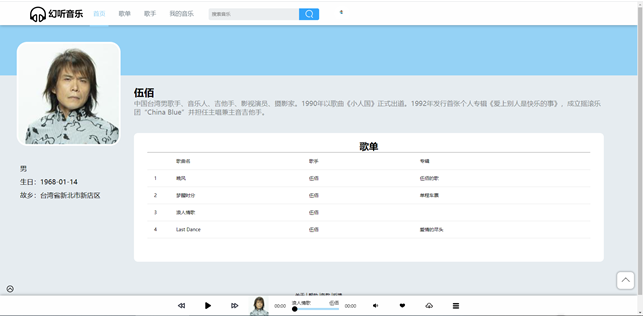 幻听音乐 首页 歌单 歌手 我的音乐 搜索音乐
伍佰
中国台湾男歌手、音乐人、吉他手、影视演员、摄影家。1990年以歌曲《小人国》正式出道。1992年发行首张个人专辑《爱上别人是快乐的事》，成立摇滚乐
团“China Blue”并担任主唱兼主音吉他手。
男
生日：1968-01-14
故乡：台湾省新北市新店区
歌单
歌曲名 歌手 专辑
1 晚风 伍佰 伍佰的歌
2 梦醒时分 伍佰 单程车票
3 浪人情歌 伍佰
4 Last Dance 伍佰 爱情的尽头
00:00 浪人情歌 伍佰 00:00